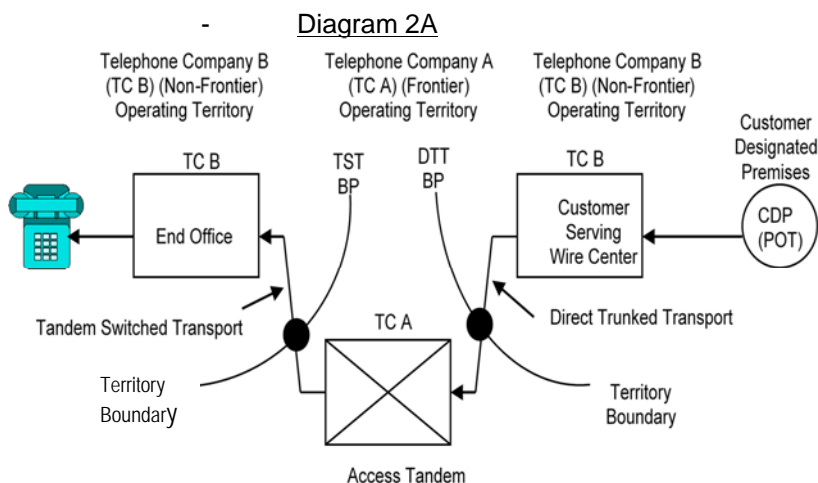 - Diagram 2A
Telephone Company B
(TC B) (Non-Frontier)
Operating Territory
Telephone Company A
(TC A) (Frontier)
Operating Territory
Telephone Company B
(TC B) (Non-Frontier)
Operating Territory
Customer
Designated
Premises
TC B
TST
BP
DTT
BP
TC B
End Office
Customer
Serving
Wire Center
CDP
(POT)
Tandem Switched Transport
TC A
Direct Trunked Transport
Territory
Boundary
Territory
Boundary
Access Tandem